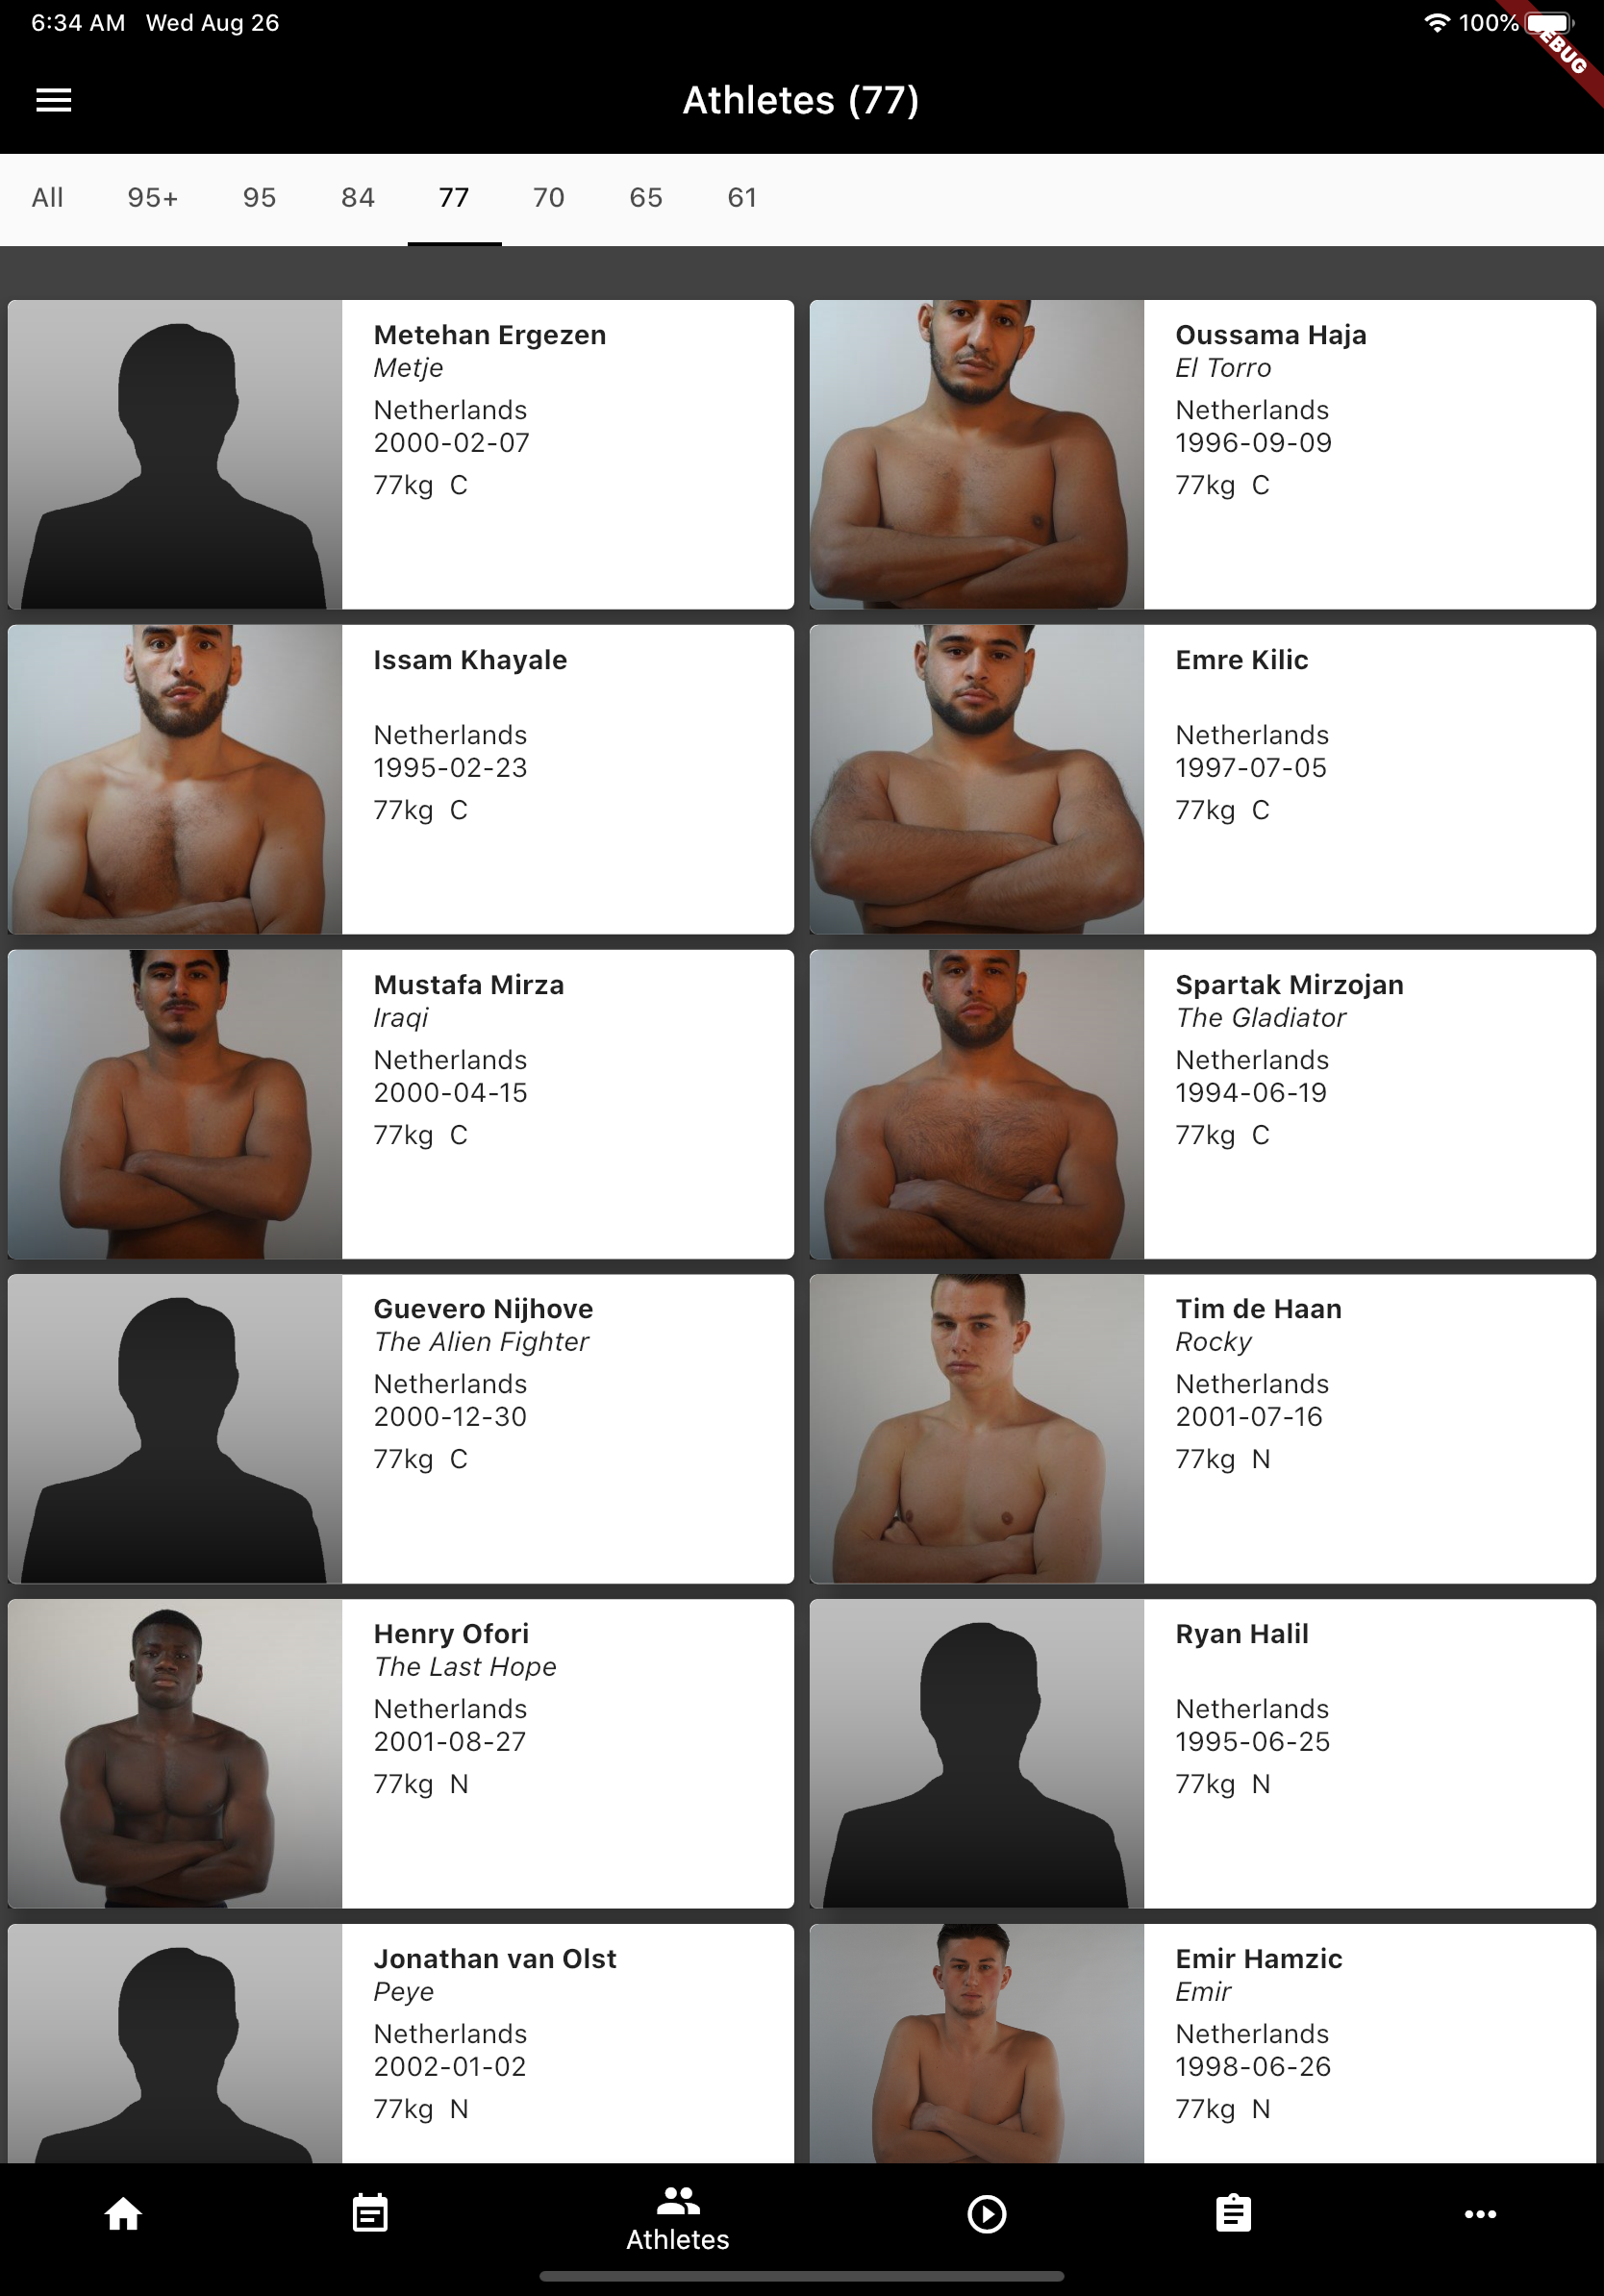 6:34 AM Wed Aug 26
100%
EBUG
Athletes (77)
All 95+ 95 84 77 70 65 61
Metehan Ergezen
Metje
Netherlands
2000-02-07
77kg C
Oussama Haja
El Torro
Netherlands
1996-09-09
77kg C
Issam Khayale
Netherlands
1995-02-23
77kg C
Emre Kilic
Netherlands
1997-07-05
77kg C
Mustafa Mirza
Iraqi
Netherlands
2000-04-15
77kg C
Spartak Mirzojan
The Gladiator
Netherlands
1994-06-19
77kg C
Guevero Nijhove
The Alien Fighter
Netherlands
2000-12-30
77kg C
Tim de Haan
Rocky
Netherlands
2001-07-16
77kg N
Henry Ofori
The Last Hope
Netherlands
2001-08-27
77kg N
Ryan Halil
Netherlands
1995-06-25
77kg N
Jonathan van Olst
Peye
Netherlands
2002-01-02
77kg N
Emir Hamzic
Emir
Netherlands
1998-06-26
77kg N
Athletes